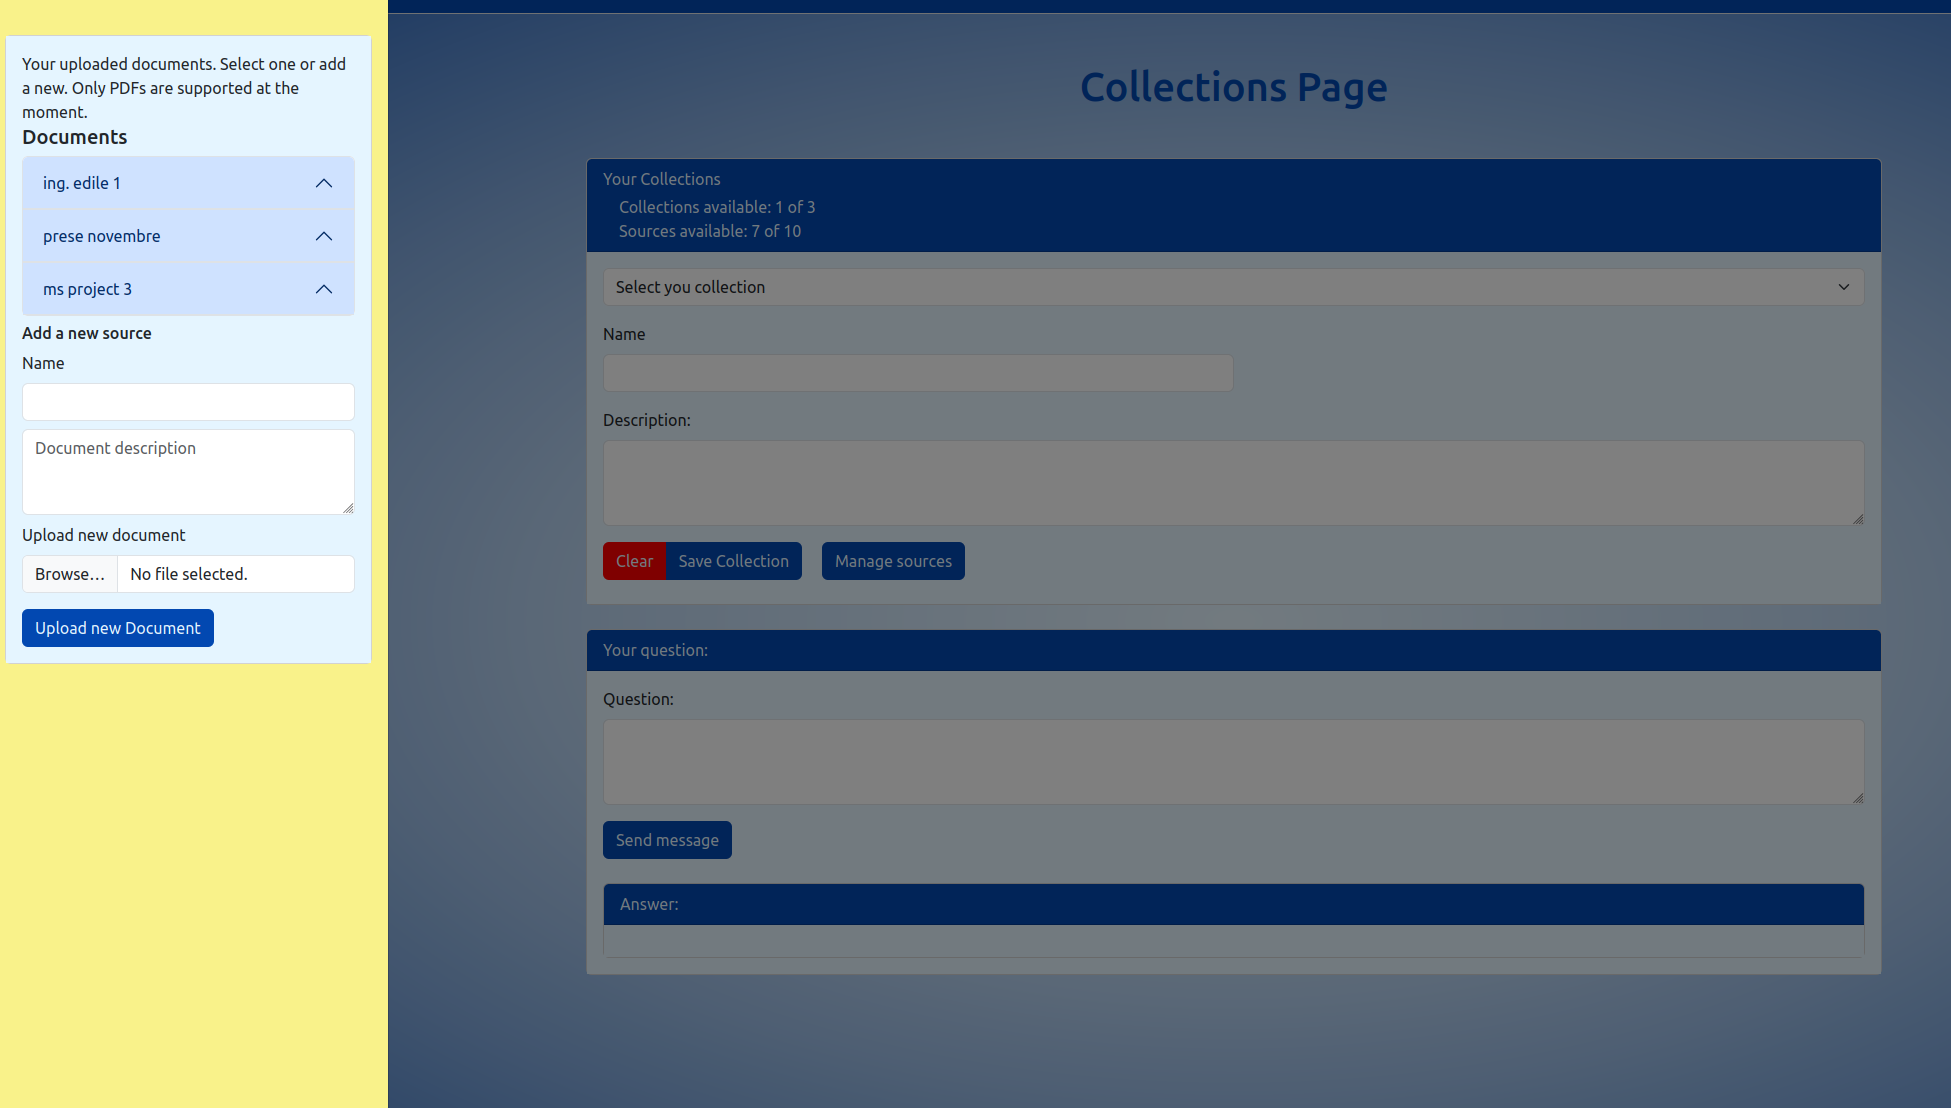 Your uploaded documents. Select one or add
a new. Only PDFs are supported at the
moment.
Documents
ing. edile 1
prese novembre
ms project 3
Add a new source
Name
Document description
Upload new document
Browse... No file selected.
Upload new Document
Collections Page
Your Collections
Collections available: 1 of 3
Sources available: 7 of 10
Select you collection
Name
Description:
Clear Save Collection Manage sources
Your question:
Question:
Send message
Answer: